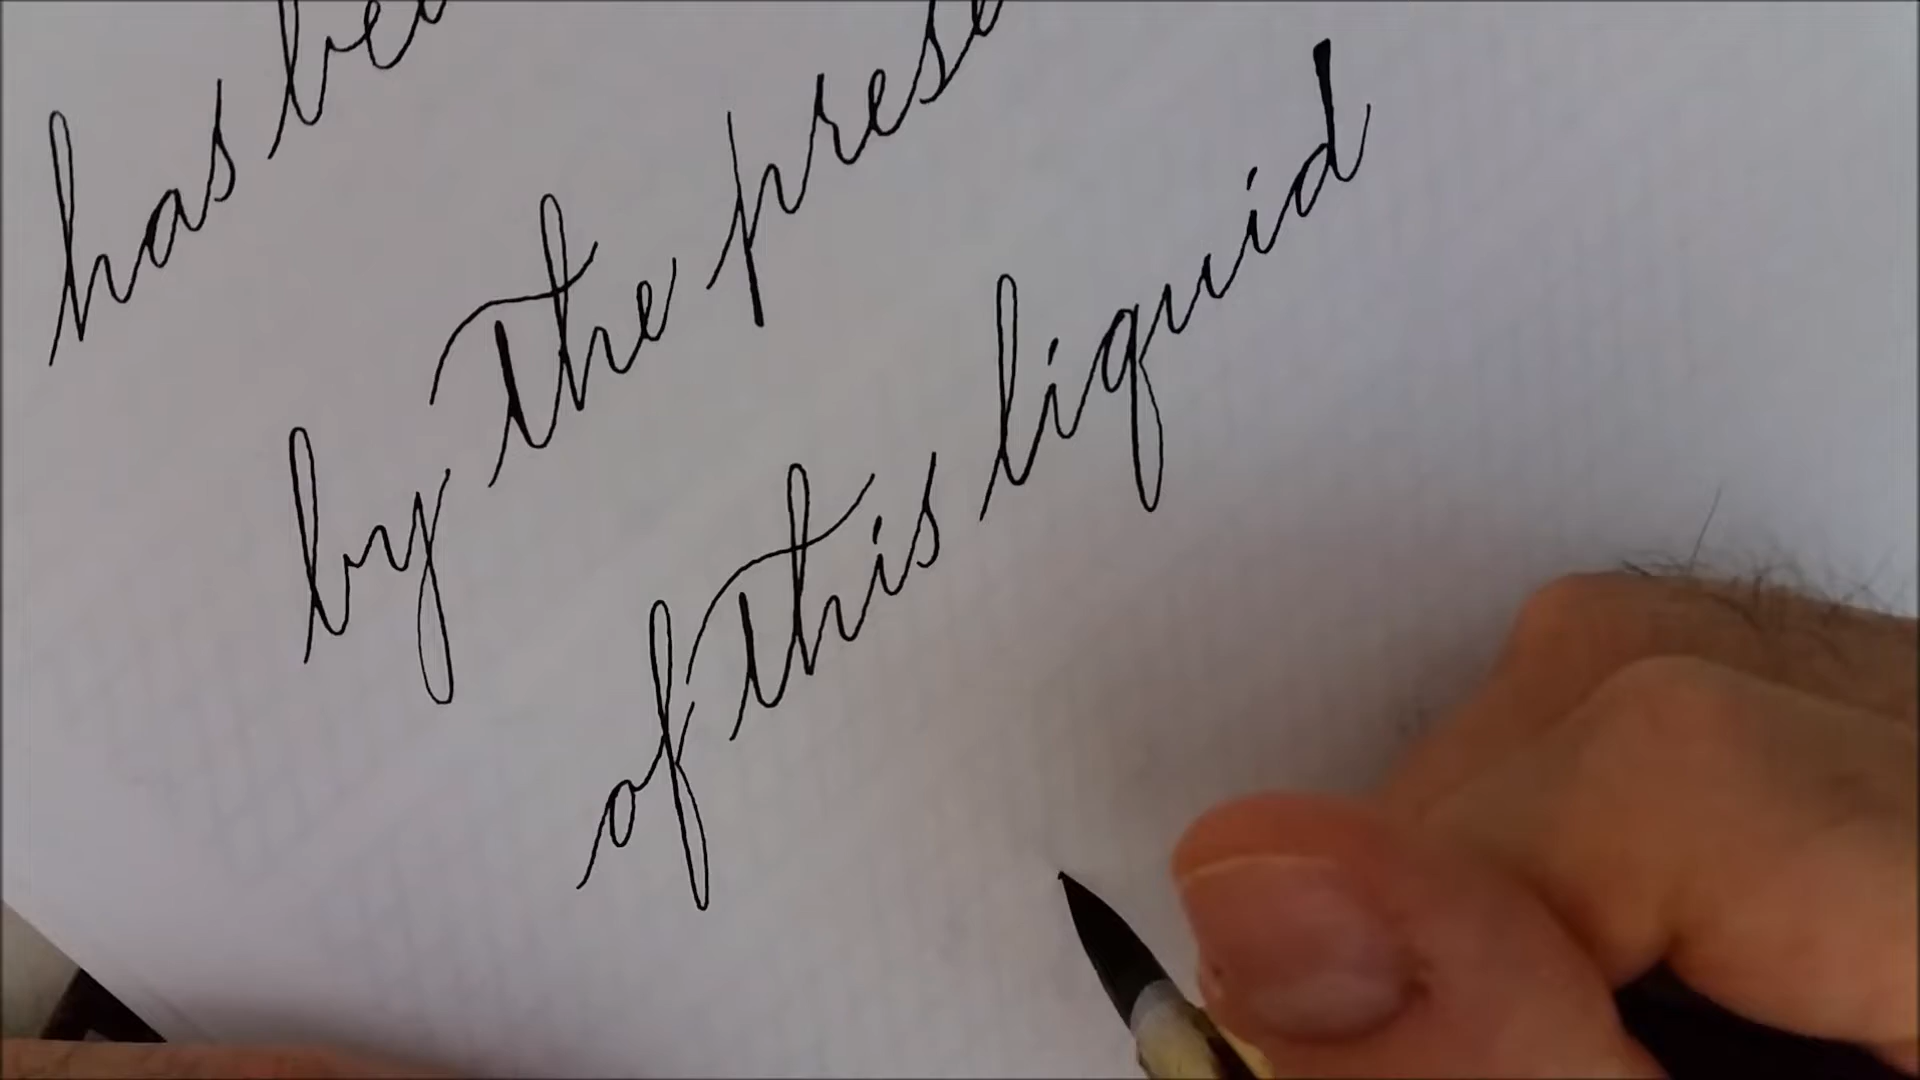 has
by the
of this liquid